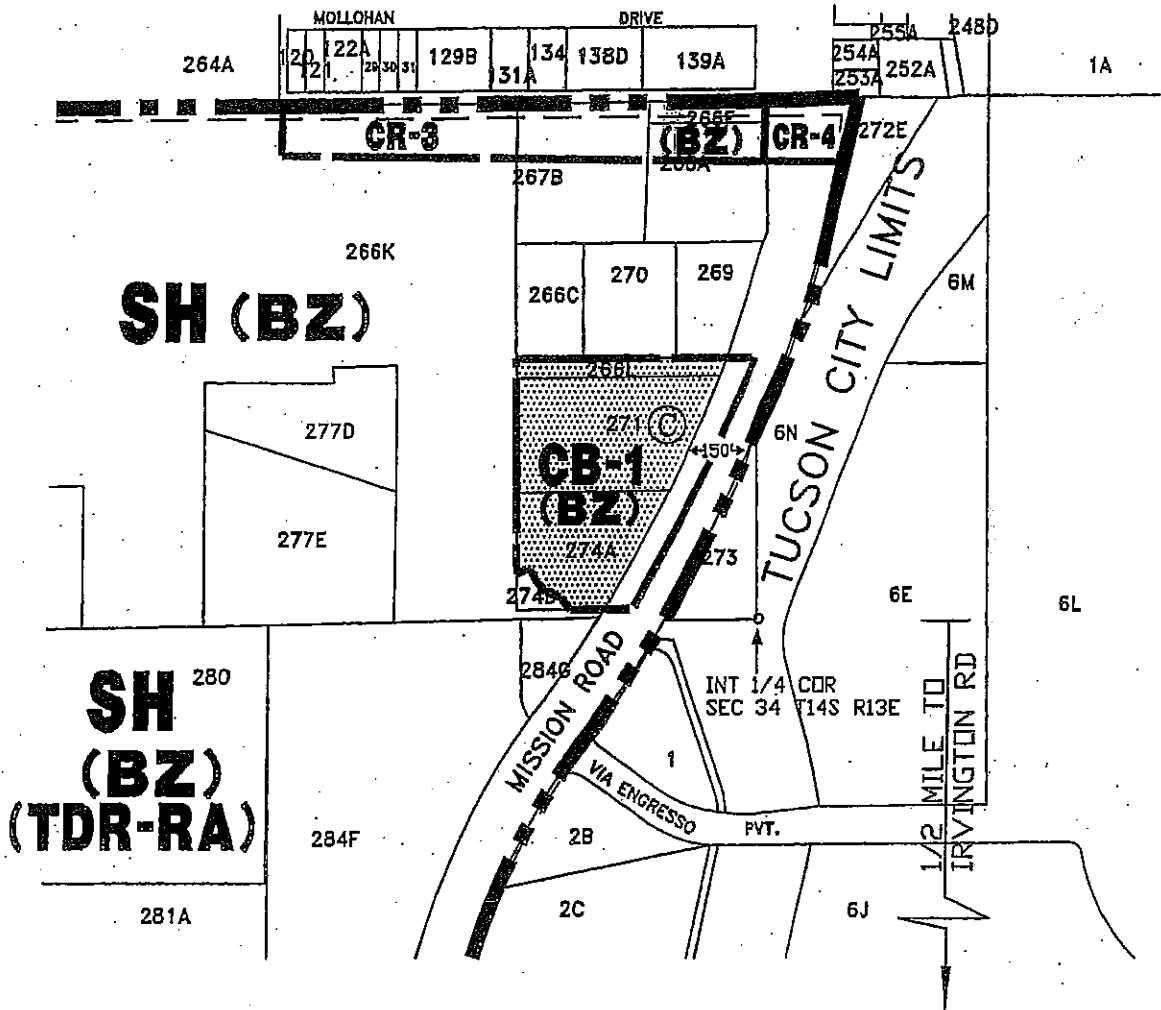 MOLLOHAN DRIVE
255A 248D
120 121 122A 29 30 31 129B 131A 134 138D 139A
254A
253A 252A
264A
1A
CR-3
266F
(BZ) CR-4
272E
267B
266K
SH (BZ)
266C 270 269
6M
TUCSON CITY LIMITS
266L
271 C
150'
6N
CB-1
(BZ)
274A
273
277D
277E
6E
6L
SH 280
(BZ)
(TDR-RA)
284G
MISSION ROAD
INT 1/4 COR
SEC 34 T14S R13E
1/2 MILE TO
IRVINGTON RD
1
VIA ENGRESSO PVT.
284F
2B
2C
6J
281A